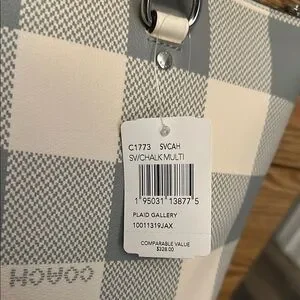 C1773 SVCAH
SV/CHALK MULTI
1 95031 13877 5
PLAID GALLERY
10011319JAX
COMPARABLE VALUE
$328.00
COACH